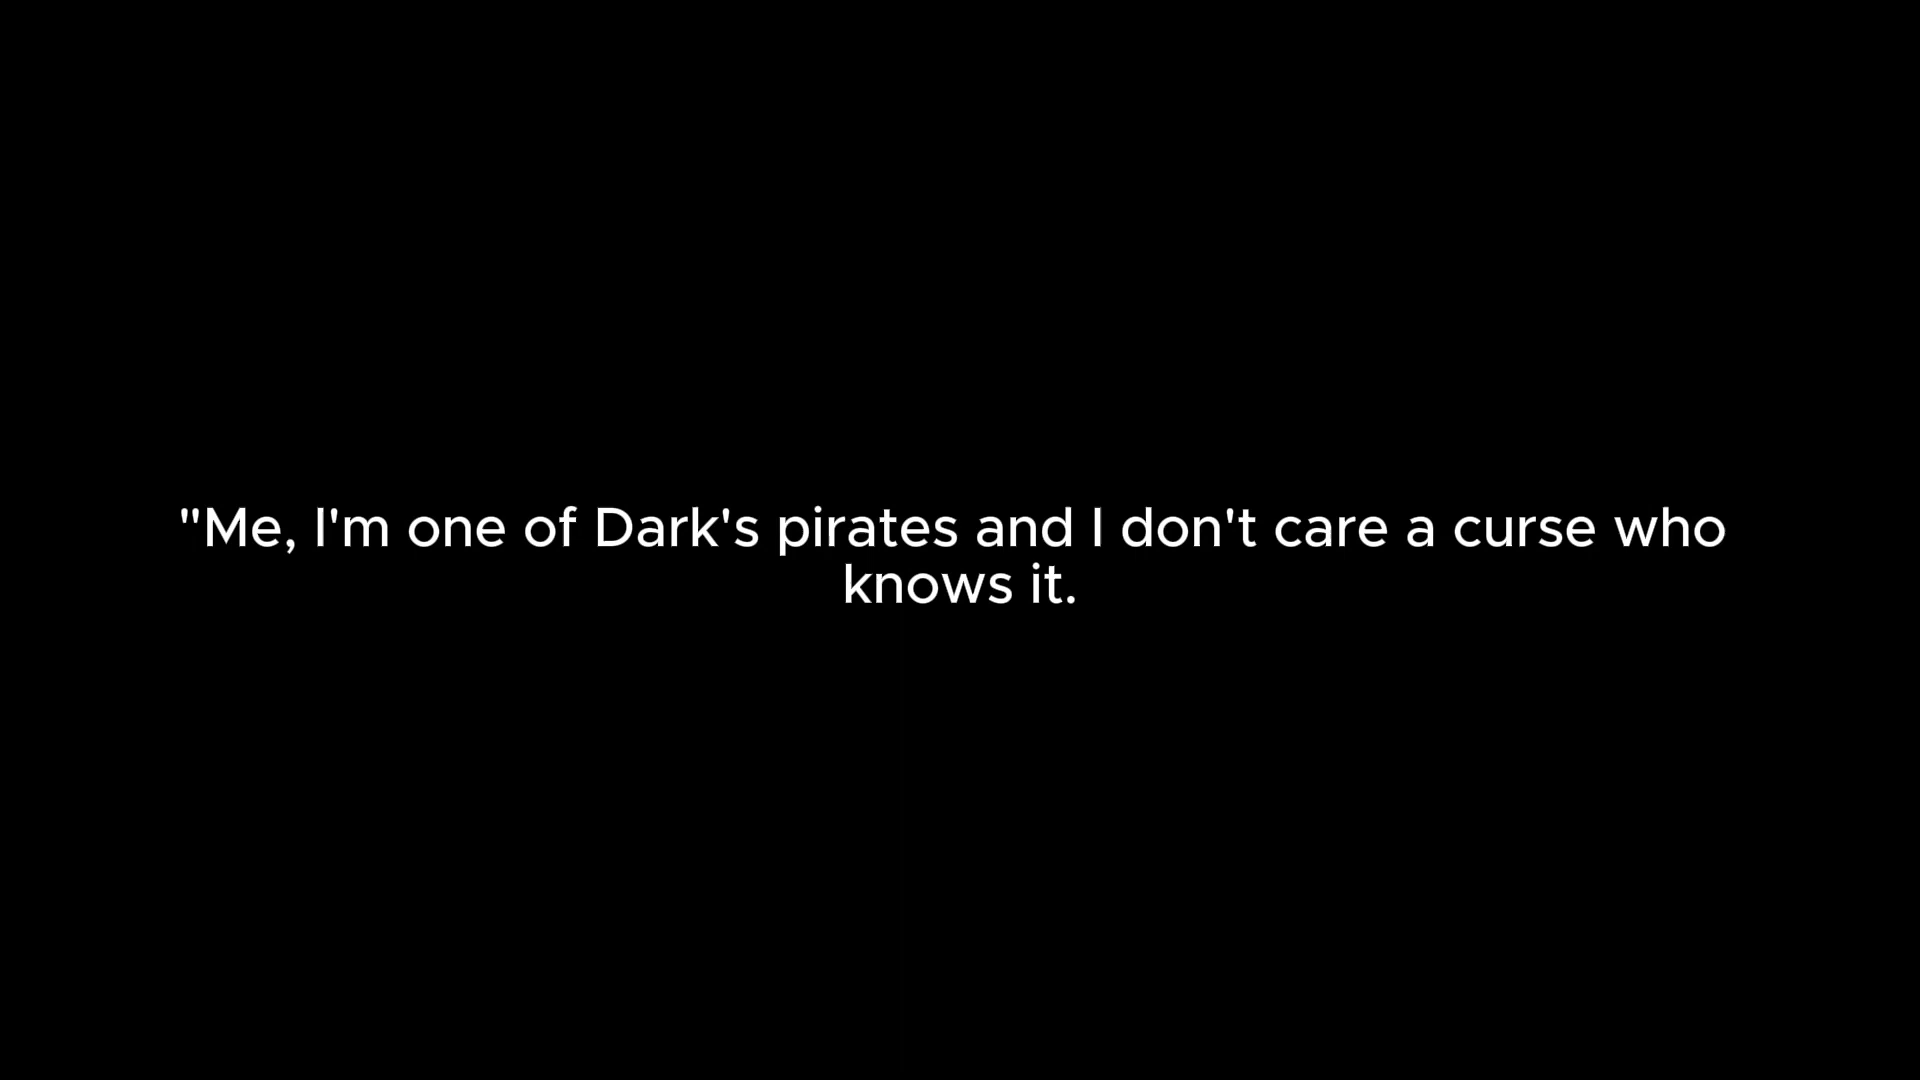 "Me, I'm one of Dark's pirates and I don't care a curse who
knows it.